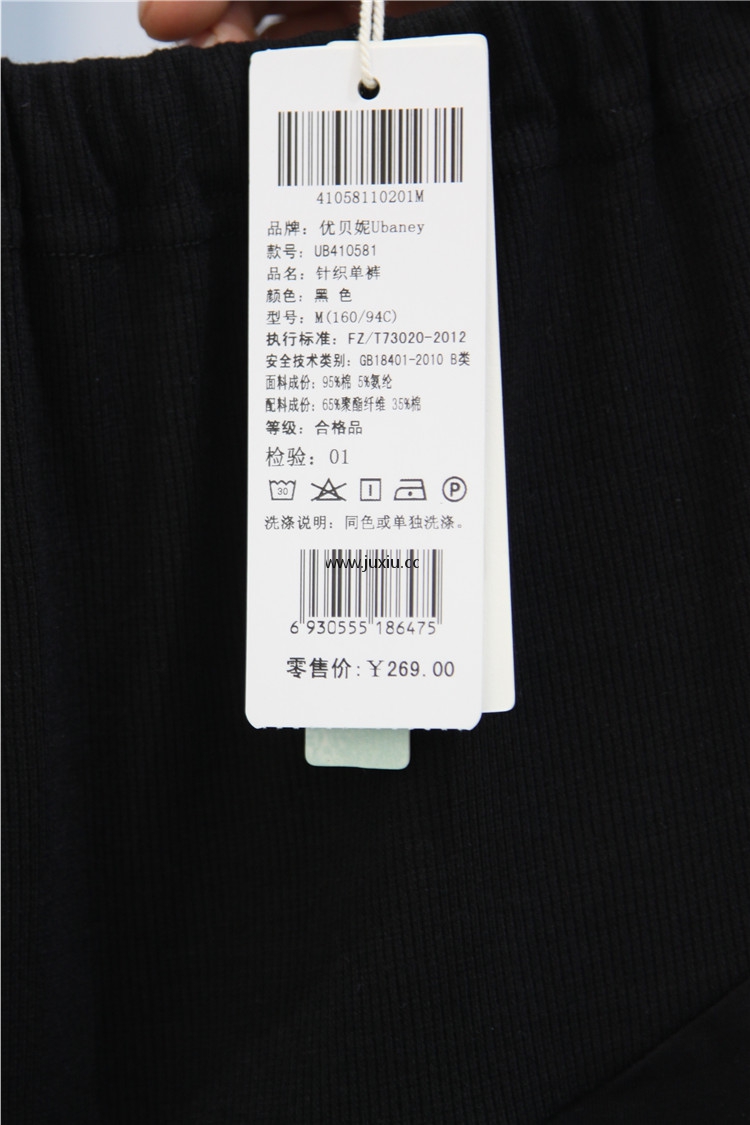 41058110201M
品牌：优贝妮Ubaney
款号：UB410581
品名：针织单裤
颜色：黑 色
型号：M(160/94C)
执行标准：FZ/T73020-2012
安全技术类别：GB18401-2010 B类
面料成份：95%棉 5%氨纶
配料成份：65%聚酯纤维 35%棉
等级：合格品
检验：01
30 P
洗涤说明：同色或单独洗涤。
www.juxiu.cc
6 930555 186475
零售价:￥269.00